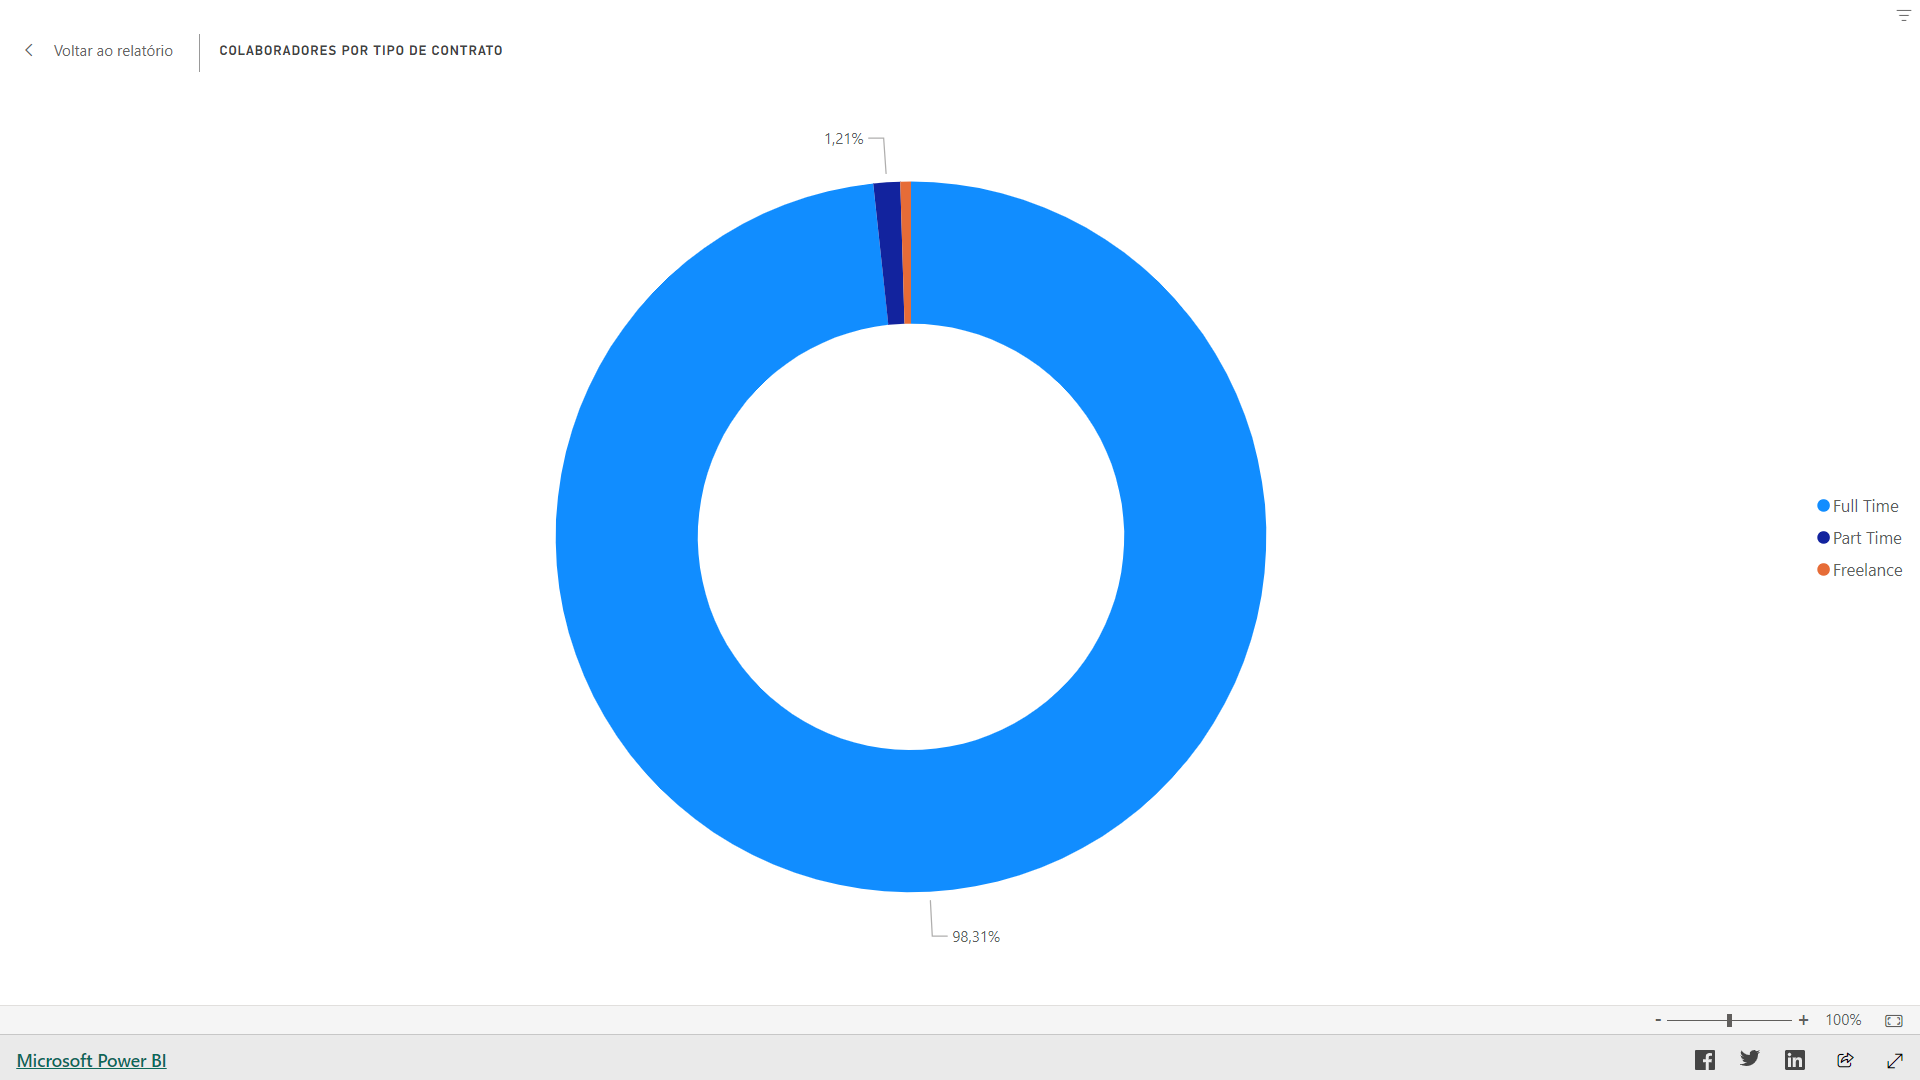 Voltar ao relatório
COLABORADORES POR TIPO DE CONTRATO
1,21%
Full Time
Part Time
Freelance
98,31%
- + 100%
Microsoft Power BI